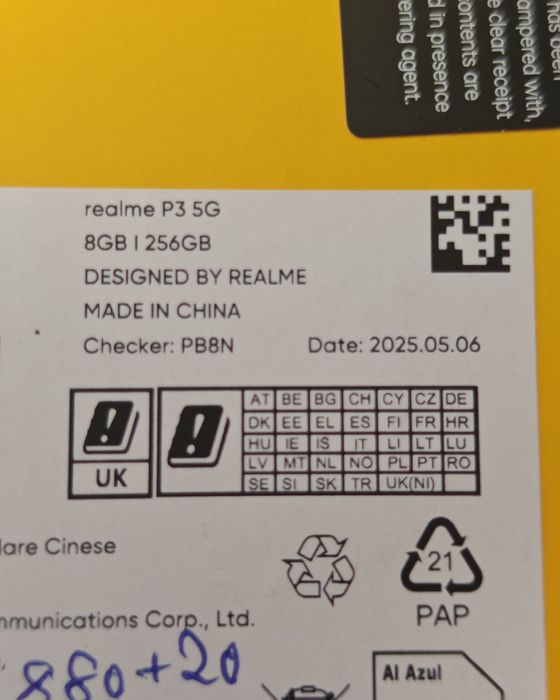 has been
ampered with,
e clear receipt
contents are
d in presence
ering agent.
realme P3 5G
8GB | 256GB
DESIGNED BY REALME
MADE IN CHINA
Checker: PB8N Date: 2025.05.06
AT BE BG CH CY CZ DE
DK EE EL ES FI FR HR
HU IE IS IT LI LT LU
LV MT NL NO PL PT RO
SE SI SK TR UK(NI)
UK
lare Cinese
21
PAP
mmunications Corp., Ltd.
880+20
Al Azul